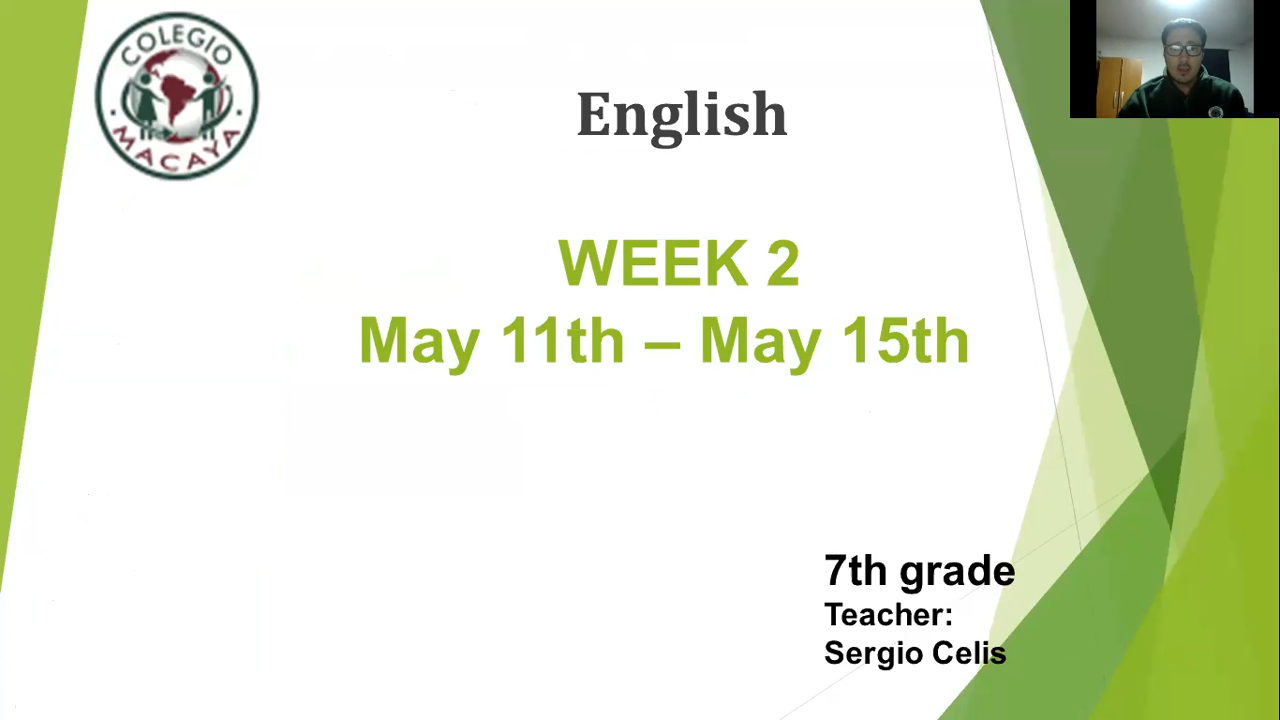 COLEGIO
MACAYA
English
WEEK 2
May 11th – May 15th
7th grade
Teacher:
Sergio Celis